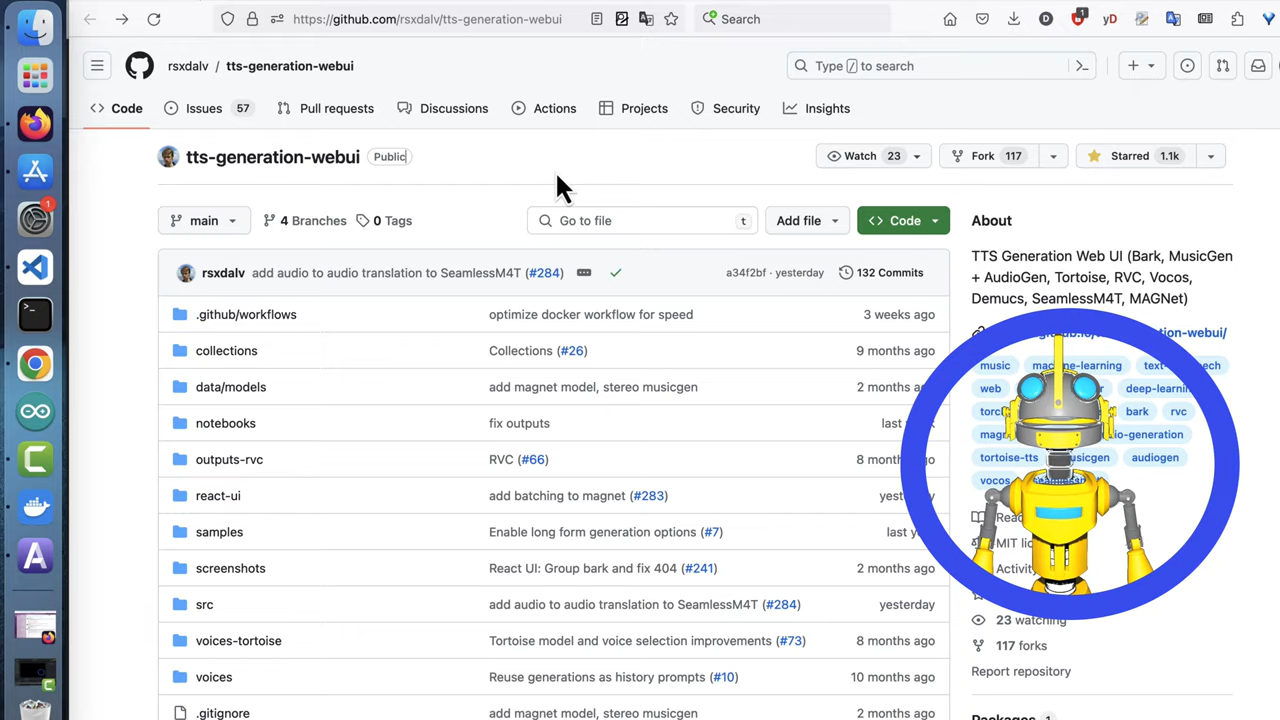 https://github.com/rsxdalv/tts-generation-webui
Search
D
1
yD
rsxdalv / tts-generation-webui
Type / to search
Code
Issues 57
Pull requests
Discussions
Actions
Projects
Security
Insights
tts-generation-webui Public
Watch 23
Fork 117
Starred 1.1k
main
4 Branches
0 Tags
Go to file t
Add file
Code
About
rsxdalv add audio to audio translation to SeamlessM4T (#284)
a34f2bf · yesterday
132 Commits
TTS Generation Web UI (Bark, MusicGen
+ AudioGen, Tortoise, RVC, Vocos,
Demucs, SeamlessM4T, MAGNet)
.github/workflows optimize docker workflow for speed 3 weeks ago
collections Collections (#26) 9 months ago
data/models add magnet model, stereo musicgen 2 months ago
notebooks fix outputs last
outputs-rvc RVC (#66) 8 months ago
react-ui add batching to magnet (#283)
samples Enable long form generation options (#7)
screenshots React UI: Group bark and fix 404 (#241) 2 months ago
src add audio to audio translation to SeamlessM4T (#284) yesterday
voices-tortoise Tortoise model and voice selection improvements (#73) 8 months ago
voices Reuse generations as history prompts (#10) 10 months ago
.gitignore add magnet model, stereo musicgen 2 months ago
music
web
bark
rvc
tortoise-tts
audiogen
vocos
23 watching
117 forks
Report repository